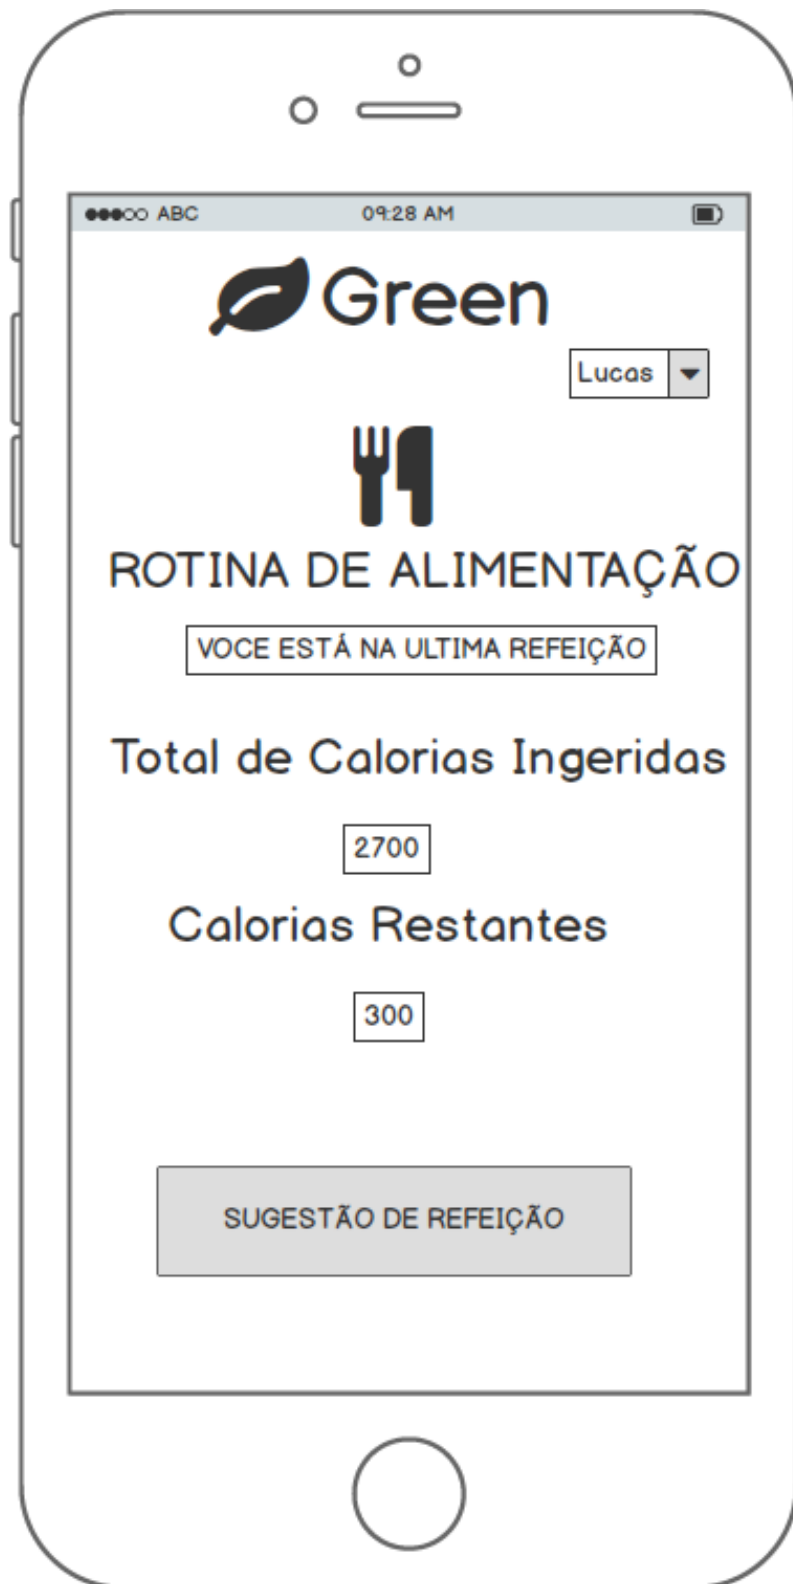 ABC 09:28 AM
Green
Lucas
ROTINA DE ALIMENTAÇÃO
VOCE ESTÁ NA ULTIMA REFEIÇÃO
Total de Calorias Ingeridas
2700
Calorias Restantes
300
SUGESTÃO DE REFEIÇÃO